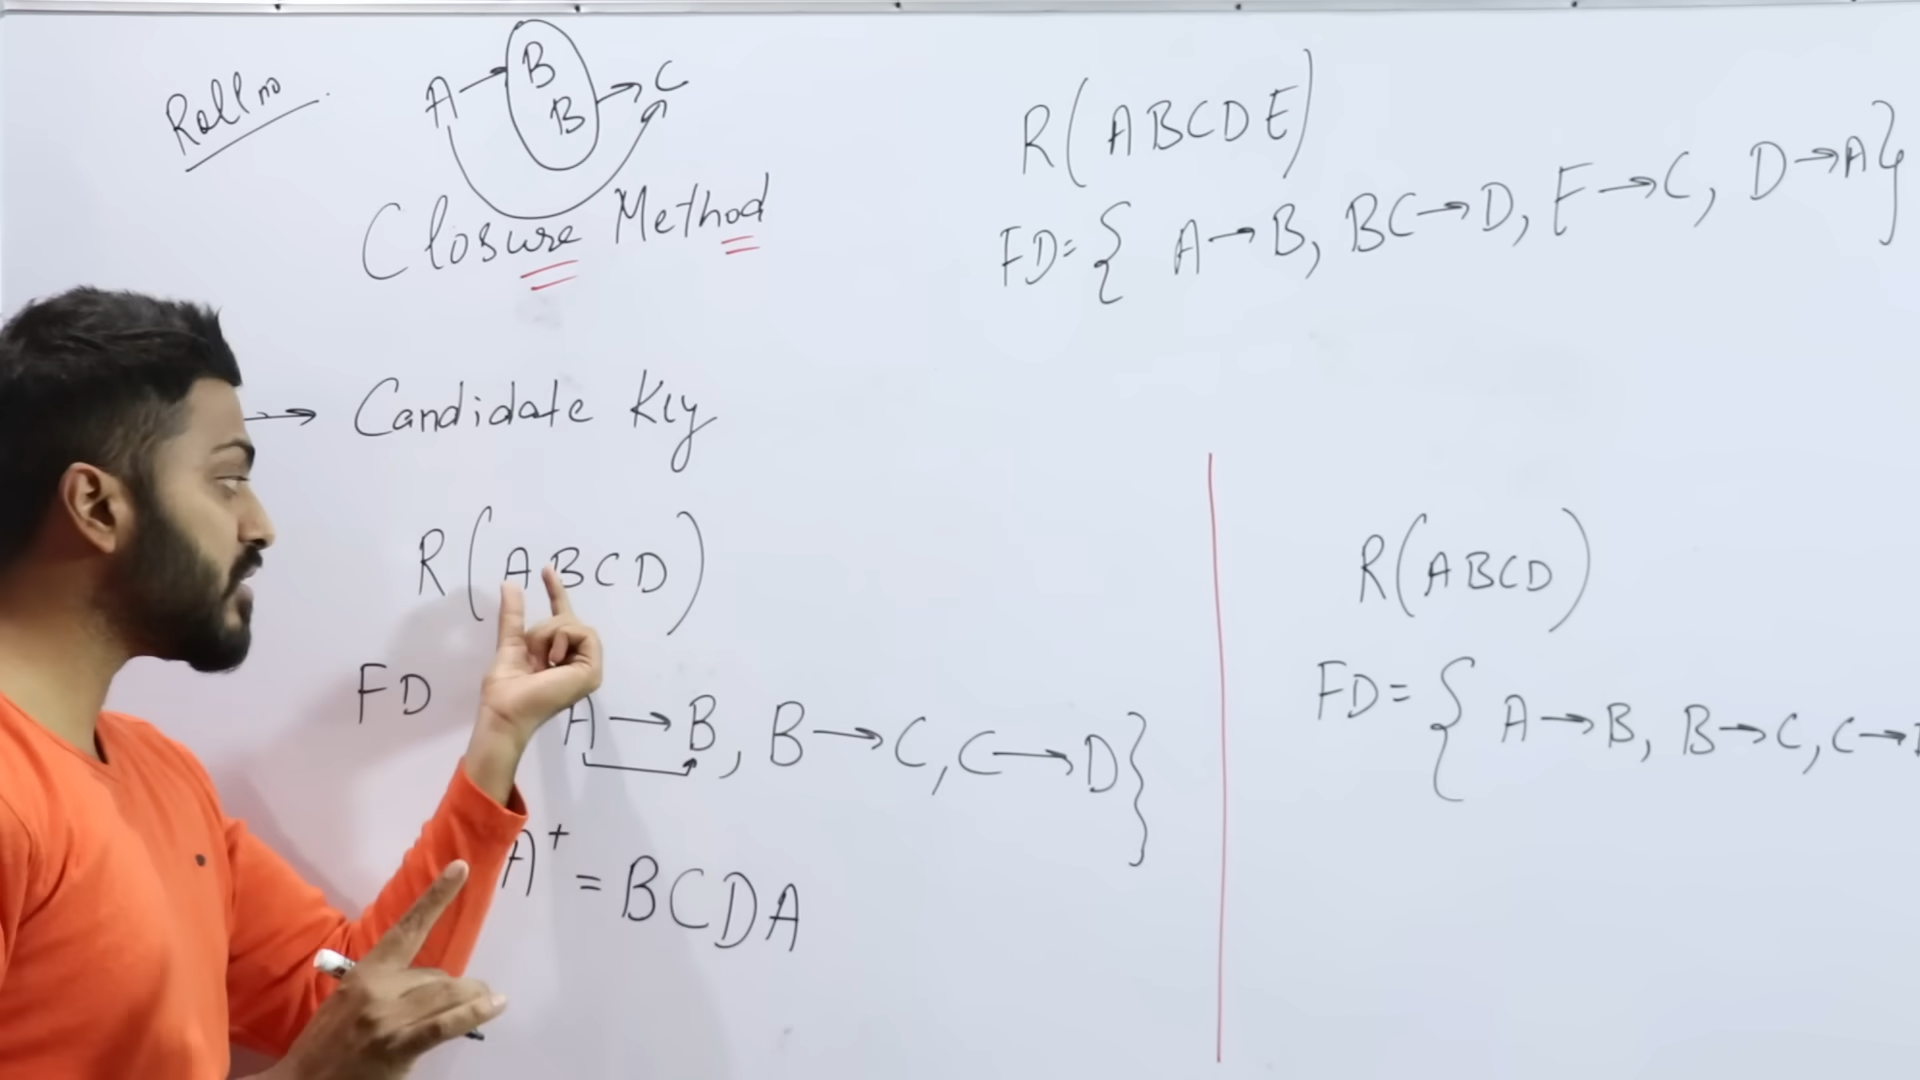 Roll no.
A → B
B → C
Closure Method
→ Candidate Key
R(ABCD)
FD
A → B, B → C, C → D}
A⁺ = BCDA
R(ABCDE)
FD = { A → B, BC → D, E → C, D → A}
R(ABCD)
FD = { A → B, B → C, C →